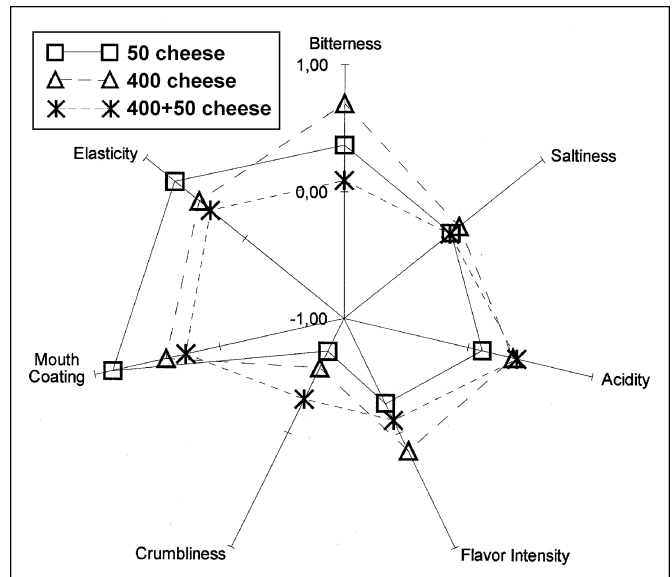 50 cheese
400 cheese
400+50 cheese
Bitterness
1,00
Elasticity
Saltiness
0,00
-1,00
Mouth
Coating
Acidity
Crumbliness
Flavor Intensity